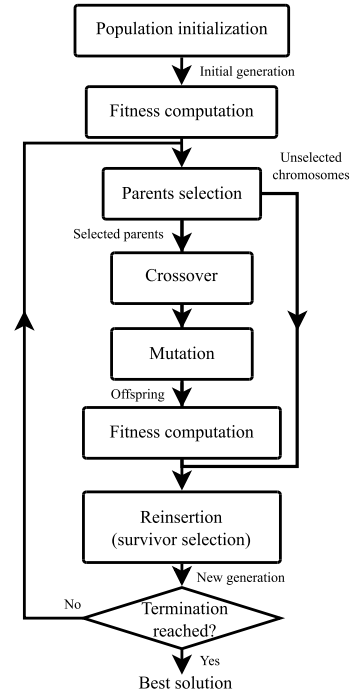 Population initialization
Initial generation
Fitness computation
Unselected
chromosomes
Parents selection
Selected parents
Crossover
Mutation
Offspring
Fitness computation
Reinsertion
(survivor selection)
New generation
No
Termination
reached?
Yes
Best solution